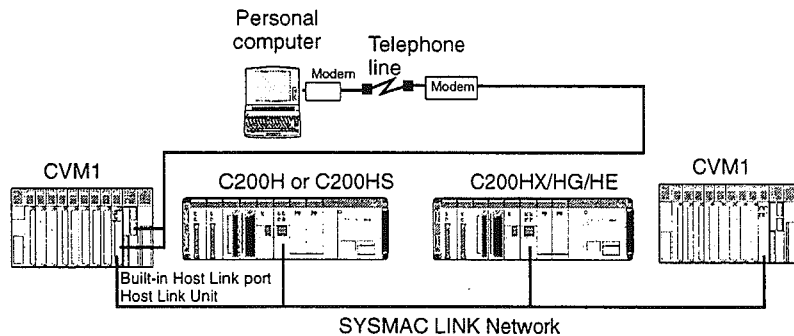 Personal
computer
Telephone
line
Modem
Modem
CVM1
C200H or C200HS
C200HX/HG/HE
CVM1
Built-in Host Link port
Host Link Unit
SYSMAC LINK Network